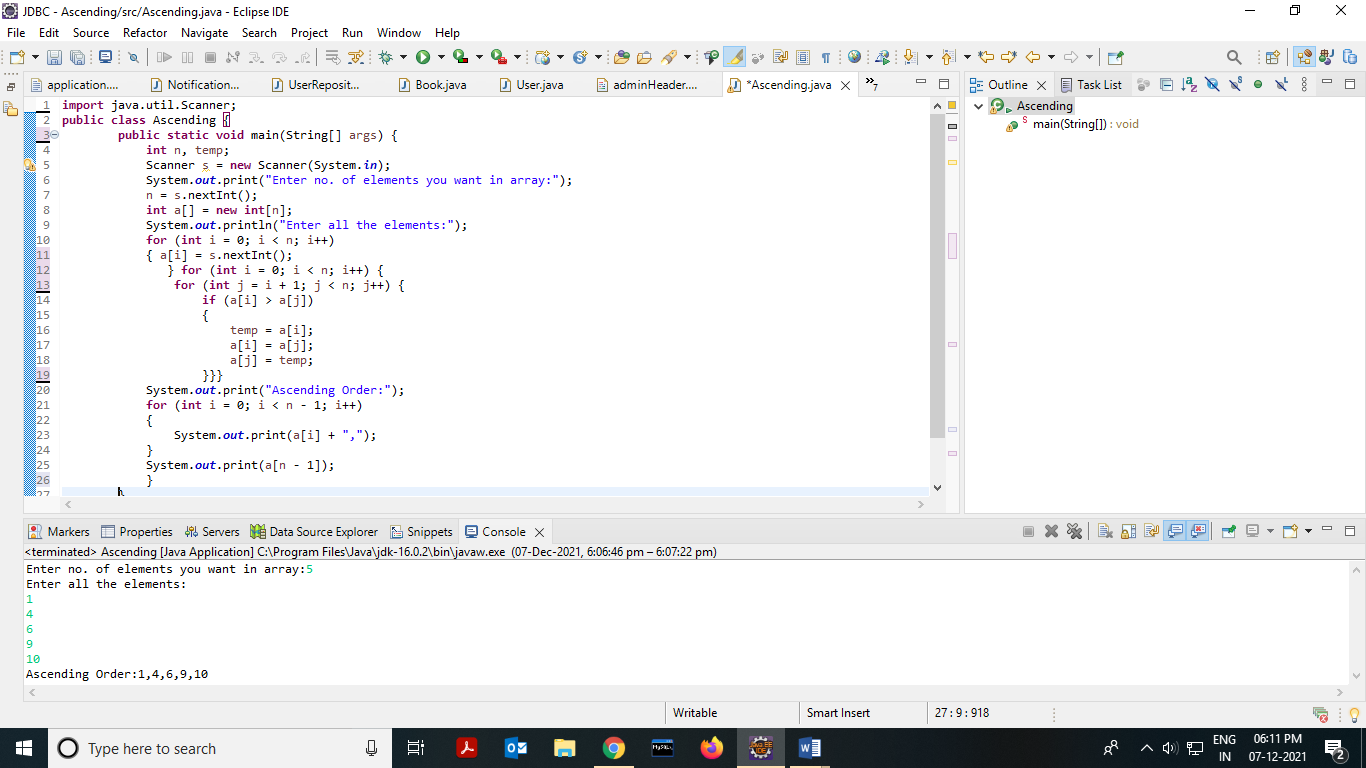 JDBC - Ascending/src/Ascending.java - Eclipse IDE
File Edit Source Refactor Navigate Search Project Run Window Help
application.... Notification... UserReposit... Book.java User.java adminHeader.... *Ascending.java »7
Outline Task List
Ascending
main(String[]) : void
1 import java.util.Scanner;
2 public class Ascending {
3 public static void main(String[] args) {
4 int n, temp;
5 Scanner s = new Scanner(System.in);
6 System.out.print("Enter no. of elements you want in array:");
7 n = s.nextInt();
8 int a[] = new int[n];
9 System.out.println("Enter all the elements:");
10 for (int i = 0; i < n; i++)
11 { a[i] = s.nextInt();
12 } for (int i = 0; i < n; i++) {
13 for (int j = i + 1; j < n; j++) {
14 if (a[i] > a[j])
15 {
16 temp = a[i];
17 a[i] = a[j];
18 a[j] = temp;
19 }}}
20 System.out.print("Ascending Order:");
21 for (int i = 0; i < n - 1; i++)
22 {
23 System.out.print(a[i] + ",");
24 }
25 System.out.print(a[n - 1]);
26 }
27 }
Markers Properties Servers Data Source Explorer Snippets Console
<terminated> Ascending [Java Application] C:\Program Files\Java\jdk-16.0.2\bin\javaw.exe (07-Dec-2021, 6:06:46 pm – 6:07:22 pm)
Enter no. of elements you want in array:5
Enter all the elements:
1
4
6
9
10
Ascending Order:1,4,6,9,10
Writable Smart Insert 27 : 9 : 918
Type here to search
ENG
IN
06:11 PM
07-12-2021
2